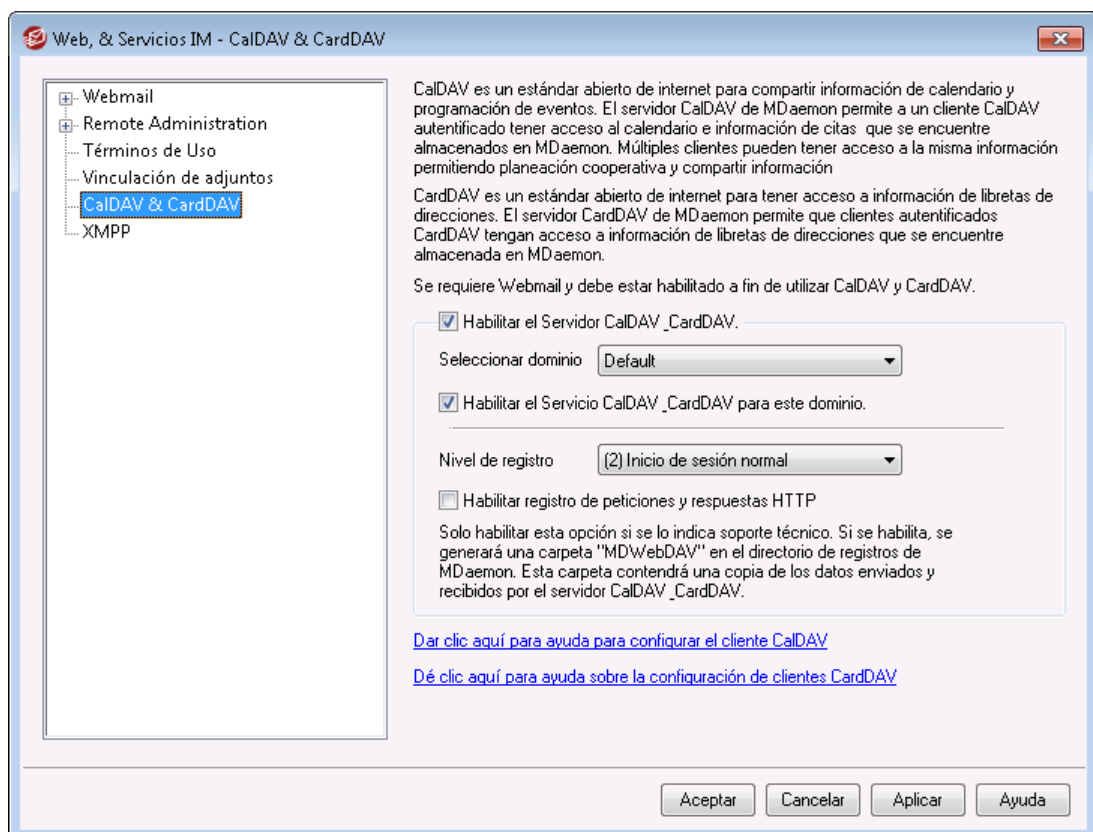 Web, & Servicios IM - CalDAV & CardDAV
Webmail
Remote Administration
Términos de Uso
Vinculación de adjuntos
CalDAV & CardDAV
XMPP
CalDAV es un estándar abierto de internet para compartir información de calendario y
programación de eventos. El servidor CalDAV de MDaemon permite a un cliente CalDAV
autentificado tener acceso al calendario e información de citas que se encuentre
almacenados en MDaemon. Múltiples clientes pueden tener acceso a la misma información
permitiendo planeación cooperativa y compartir información
CardDAV es un estándar abierto de internet para tener acceso a información de libretas de
direcciones. El servidor CardDAV de MDaemon permite que clientes autentificados
CardDAV tengan acceso a información de libretas de direcciones que se encuentre
almacenada en MDaemon.
Se requiere Webmail y debe estar habilitado a fin de utilizar CalDAV y CardDAV.
Habilitar el Servidor CalDAV_CardDAV.
Seleccionar dominio Default
Habilitar el Servicio CalDAV_CardDAV para este dominio.
Nivel de registro (2) Inicio de sesión normal
Habilitar registro de peticiones y respuestas HTTP
Solo habilitar esta opción si se lo indica soporte técnico. Si se habilita, se
generará una carpeta "MDWebDAV" en el directorio de registros de
MDaemon. Esta carpeta contendrá una copia de los datos enviados y
recibidos por el servidor CalDAV_CardDAV.
Dar clic aquí para ayuda para configurar el cliente CalDAV
Dé clic aquí para ayuda sobre la configuración de clientes CardDAV
Aceptar Cancelar Aplicar Ayuda